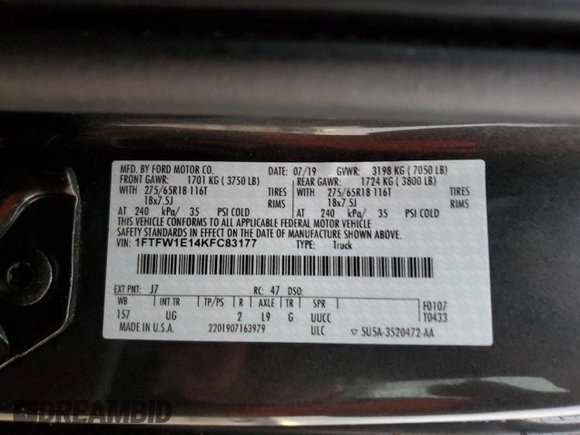 MFD. BY FORD MOTOR CO. 07/19 GVWR: 3198 KG ( 7050 LB)
FRONT GAWR: 1701 KG ( 3750 LB) REAR GAWR: 1724 KG ( 3800 LB)
WITH 275/65R18 116T TIRES WITH 275/65R18 116T TIRES
18x7.5J RIMS 18x7.5J RIMS
AT 240 kPa/ 35 PSI COLD AT 240 kPa/ 35 PSI COLD
THIS VEHICLE CONFORMS TO ALL APPLICABLE FEDERAL MOTOR VEHICLE
SAFETY STANDARDS IN EFFECT ON THE DATE OF MANUFACTURE SHOWN ABOVE.
VIN: 1FTFW1E14KFC83177 TYPE: Truck
EXT PNT: J7 RC: 47 DSO:
WB INT TR TP/PS R AXLE TR SPR F0107
157 UG 2 L9 G UUCC T0433
MADE IN U.S.A. 2201907163979 ULC 5U5A-3520472-AA
DREAMBID